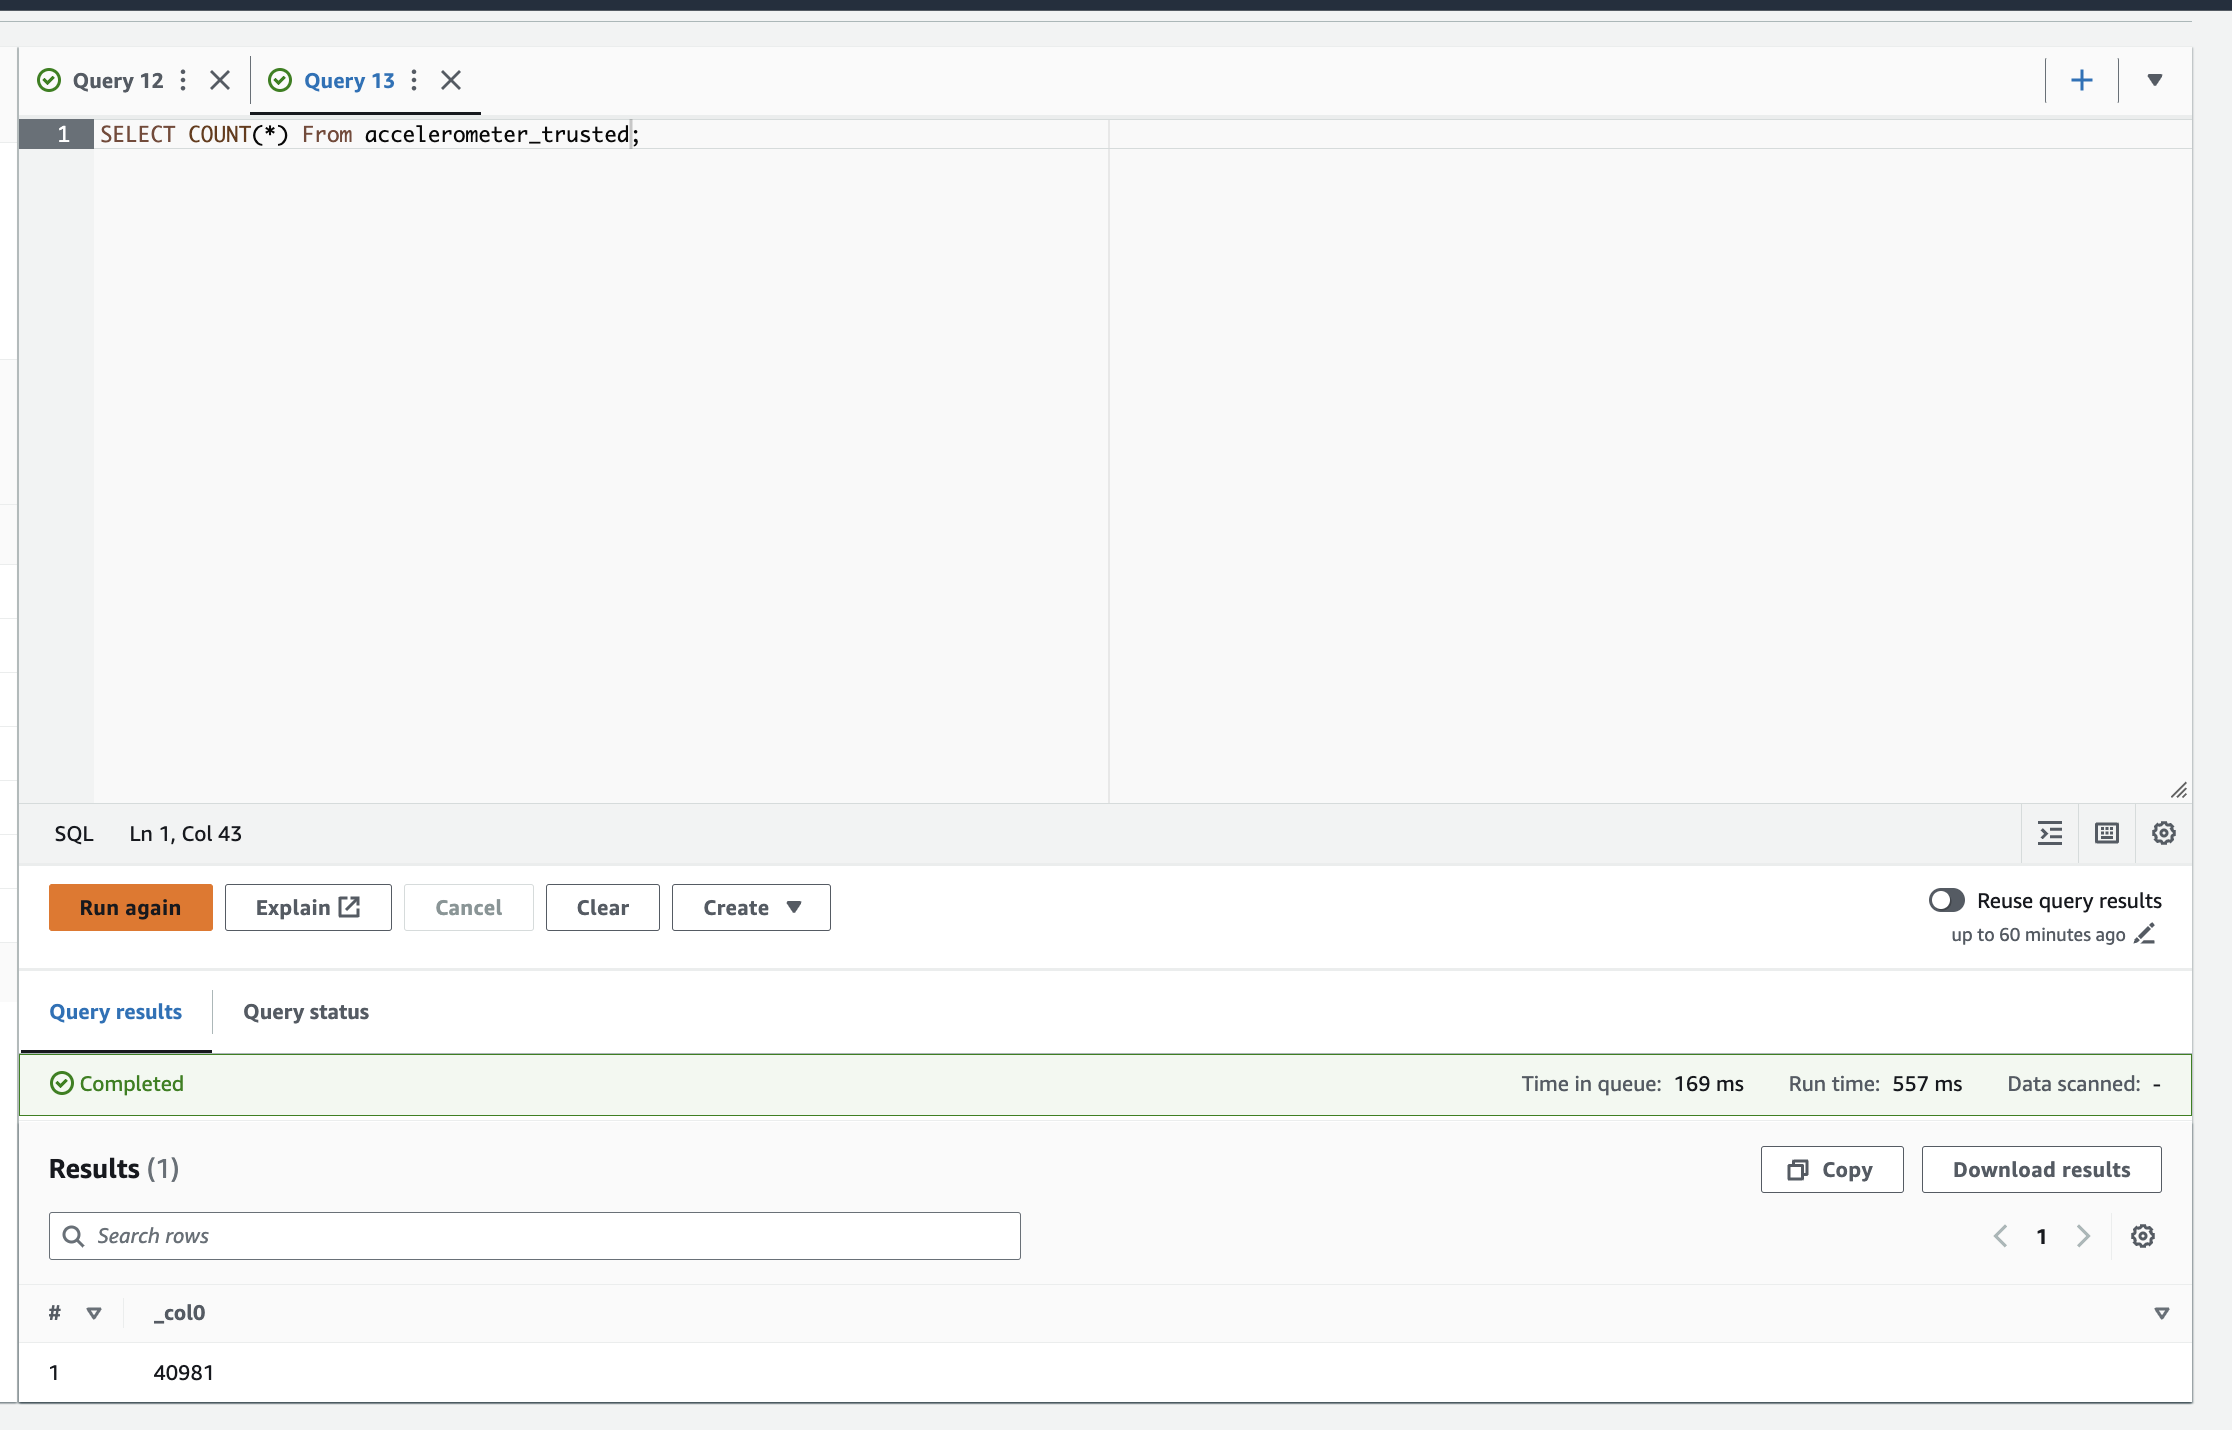 Query 12
Query 13
1 SELECT COUNT(*) From accelerometer_trusted;
SQL Ln 1, Col 43
Run again Explain Cancel Clear Create
Reuse query results
up to 60 minutes ago
Query results Query status
Completed Time in queue: 169 ms Run time: 557 ms Data scanned: -
Results (1) Copy Download results
Search rows 1
# _col0
1 40981